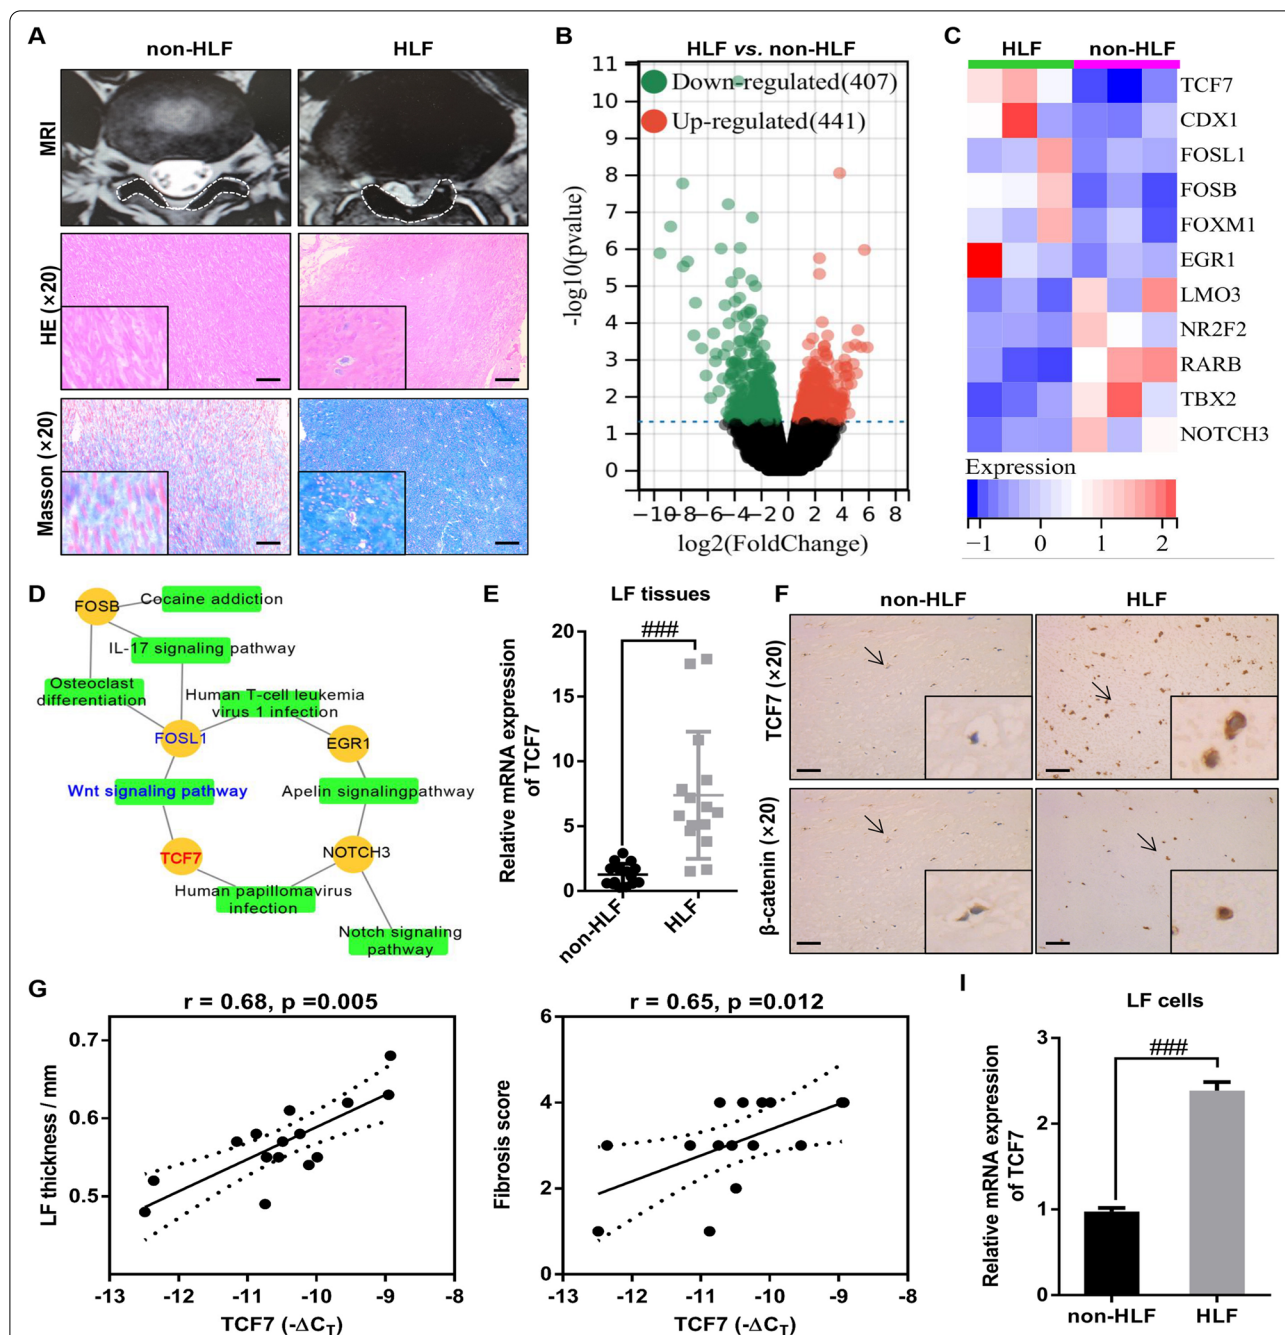 A
non-HLF
HLF
MRI
HE (×20)
Masson (×20)
B
HLF vs. non-HLF
Down-regulated(407)
Up-regulated(441)
-log10(pvalue)
11
10
9
8
7
6
5
4
3
2
1
0
−10 −8 −6 −4 −2 0 2 4 6 8
log2(FoldChange)
C
HLF
non-HLF
TCF7
CDX1
FOSL1
FOSB
FOXM1
EGR1
LMO3
NR2F2
RARB
TBX2
NOTCH3
Expression
−1 0 1 2
D
FOSB
Cocaine addiction
IL-17 signaling pathway
Osteoclast
differentiation
Human T-cell leukemia
virus 1 infection
FOSL1
EGR1
Wnt signaling pathway
Apelin signalingpathway
TCF7
NOTCH3
Human papillomavirus
infection
Notch signaling
pathway
E
LF tissues
###
Relative mRNA expression
of TCF7
20
15
10
5
0
non-HLF
HLF
F
non-HLF
HLF
TCF7 (×20)
β-catenin (×20)
G
r = 0.68, p =0.005
LF thickness / mm
0.7
0.6
0.5
-13 -12 -11 -10 -9 -8
TCF7 (-ΔCT)
r = 0.65, p =0.012
Fibrosis score
6
4
2
0
-13 -12 -11 -10 -9 -8
TCF7 (-ΔCT)
I
LF cells
###
Relative mRNA expression
of TCF7
3
2
1
0
non-HLF
HLF